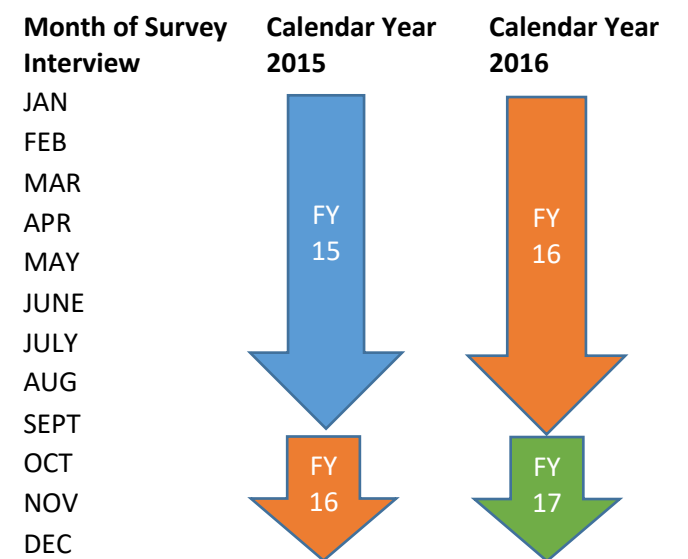 Month of Survey Calendar Year Calendar Year
Interview 2015 2016
JAN
FEB
MAR
APR FY FY
MAY 15 16
JUNE
JULY
AUG
SEPT
OCT FY FY
NOV 16 17
DEC